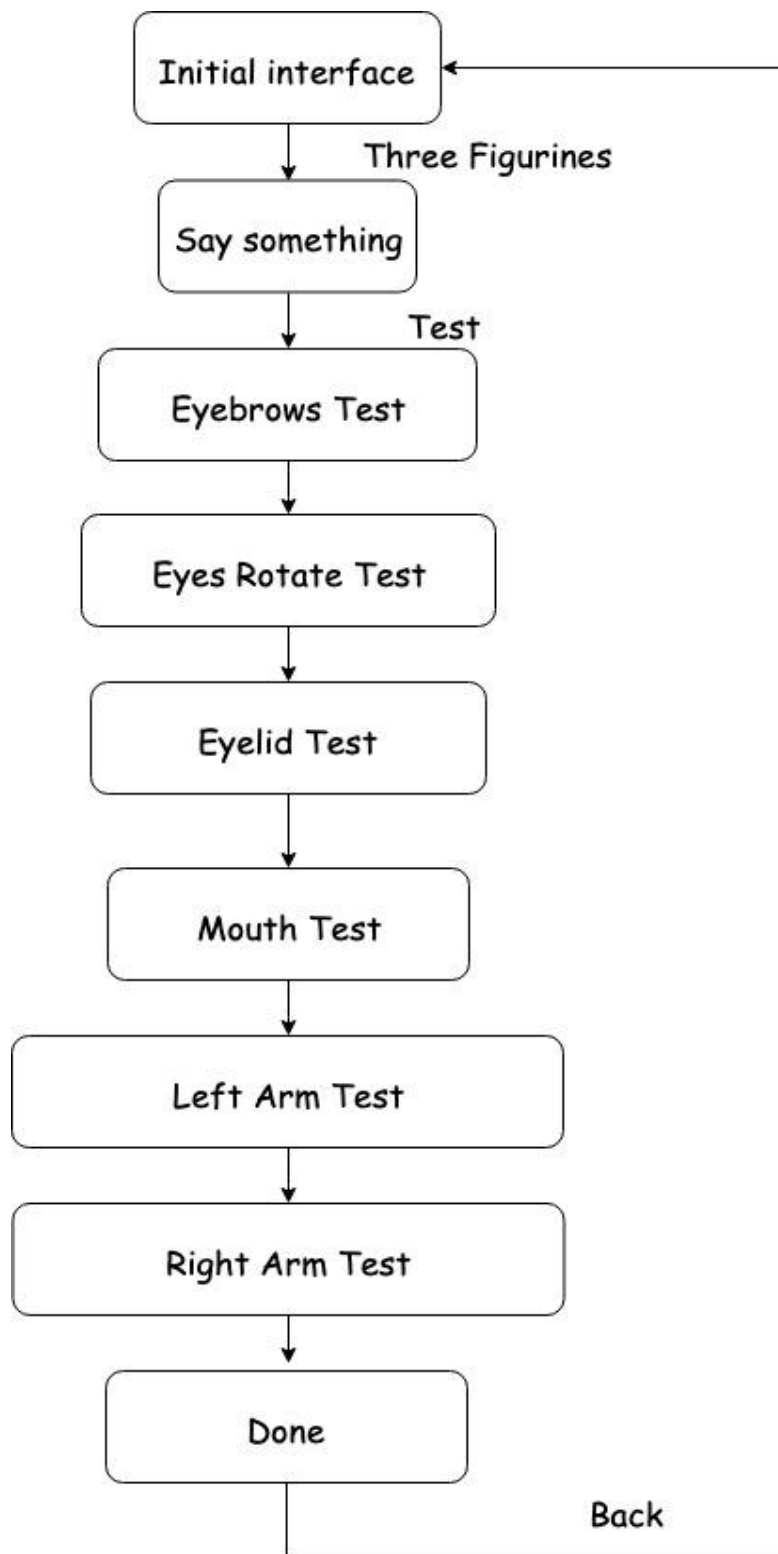 Initial interface
Three Figurines
Say something
Test
Eyebrows Test
Eyes Rotate Test
Eyelid Test
Mouth Test
Left Arm Test
Right Arm Test
Done
Back